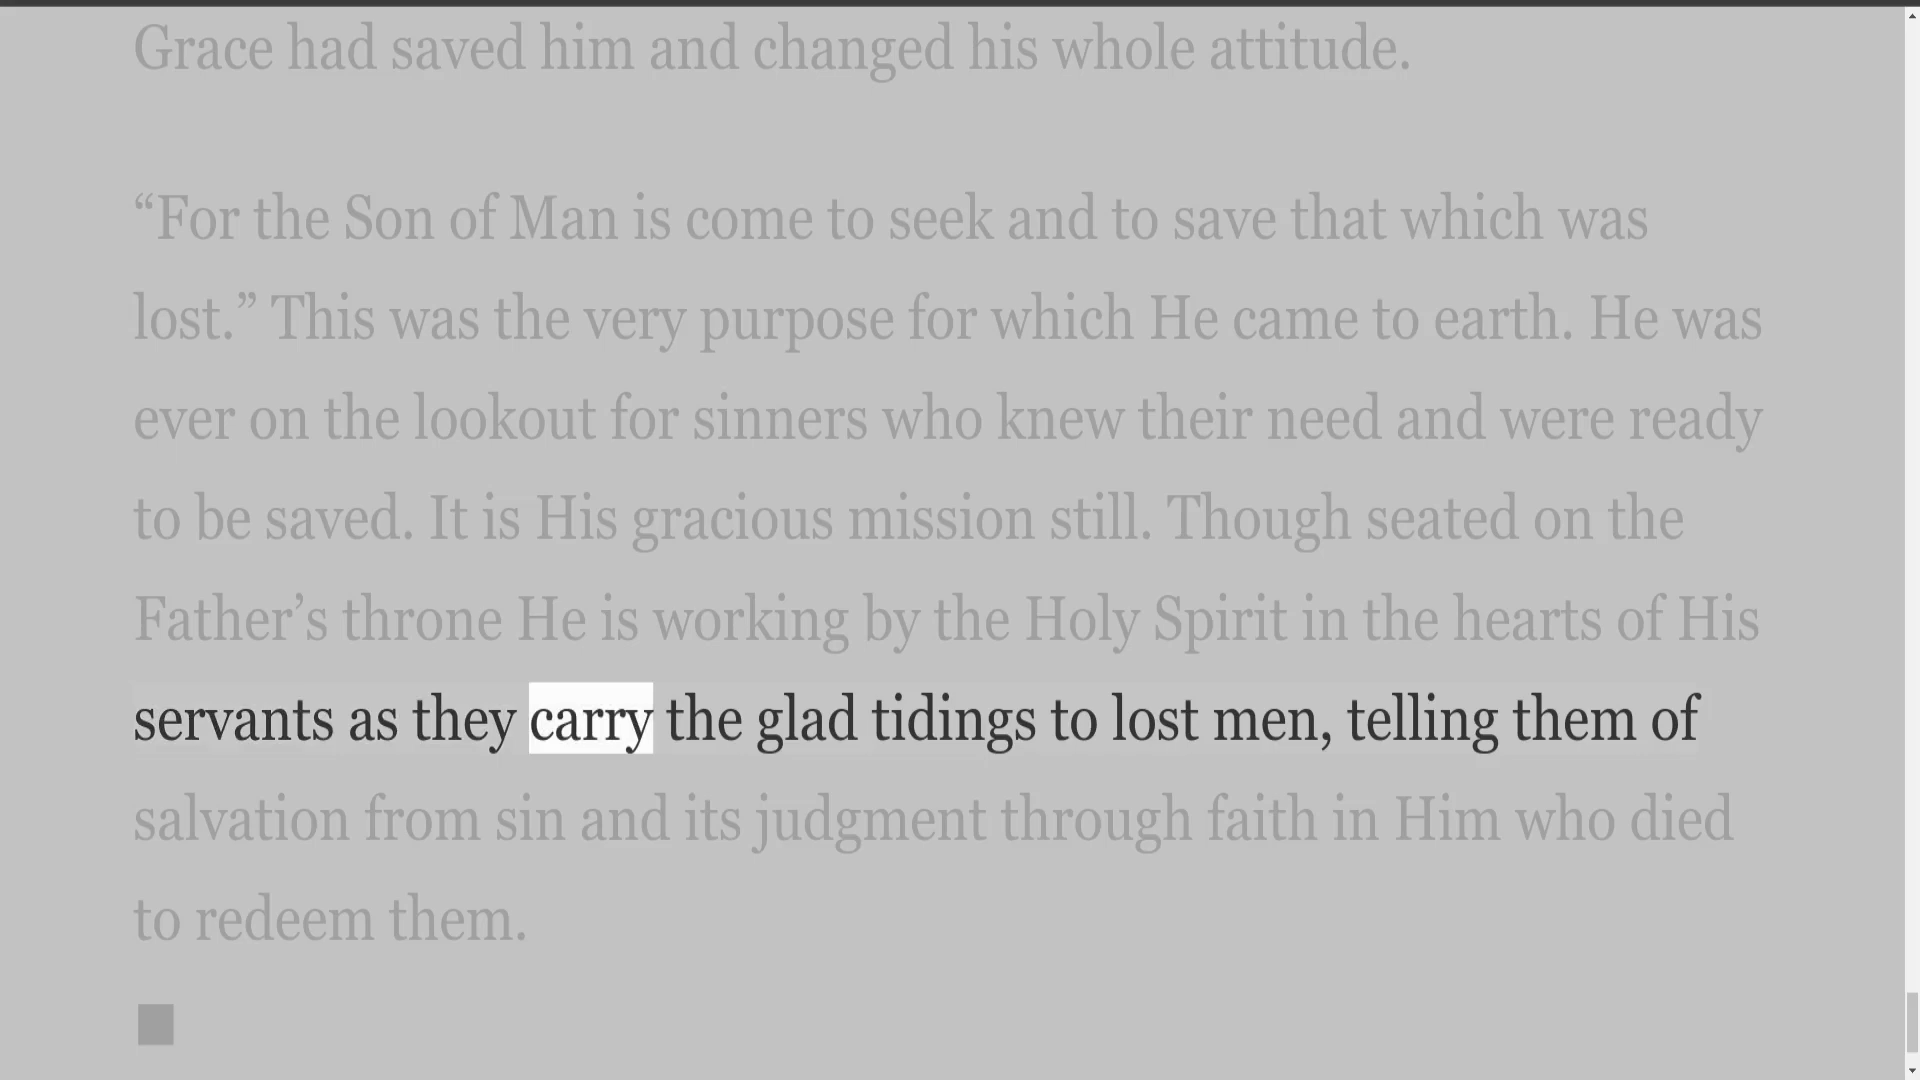 Grace had saved him and changed his whole attitude.
“For the Son of Man is come to seek and to save that which was
lost.” This was the very purpose for which He came to earth. He was
ever on the lookout for sinners who knew their need and were ready
to be saved. It is His gracious mission still. Though seated on the
Father’s throne He is working by the Holy Spirit in the hearts of His
servants as they carry the glad tidings to lost men, telling them of
salvation from sin and its judgment through faith in Him who died
to redeem them.